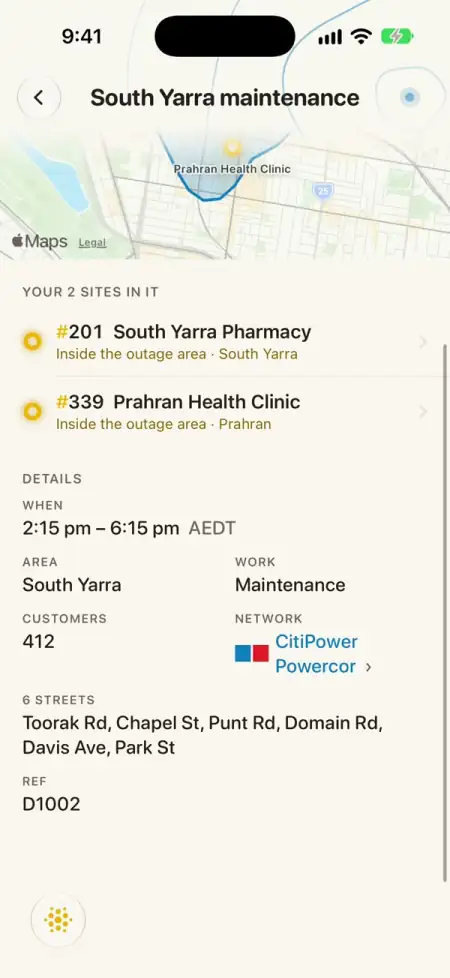 9:41
South Yarra maintenance
Prahran Health Clinic
25
Maps Legal
YOUR 2 SITES IN IT
#201 South Yarra Pharmacy
Inside the outage area · South Yarra
#339 Prahran Health Clinic
Inside the outage area · Prahran
DETAILS
WHEN
2:15 pm – 6:15 pm AEDT
AREA
South Yarra
WORK
Maintenance
CUSTOMERS
412
NETWORK
CitiPower
Powercor ›
6 STREETS
Toorak Rd, Chapel St, Punt Rd, Domain Rd,
Davis Ave, Park St
REF
D1002